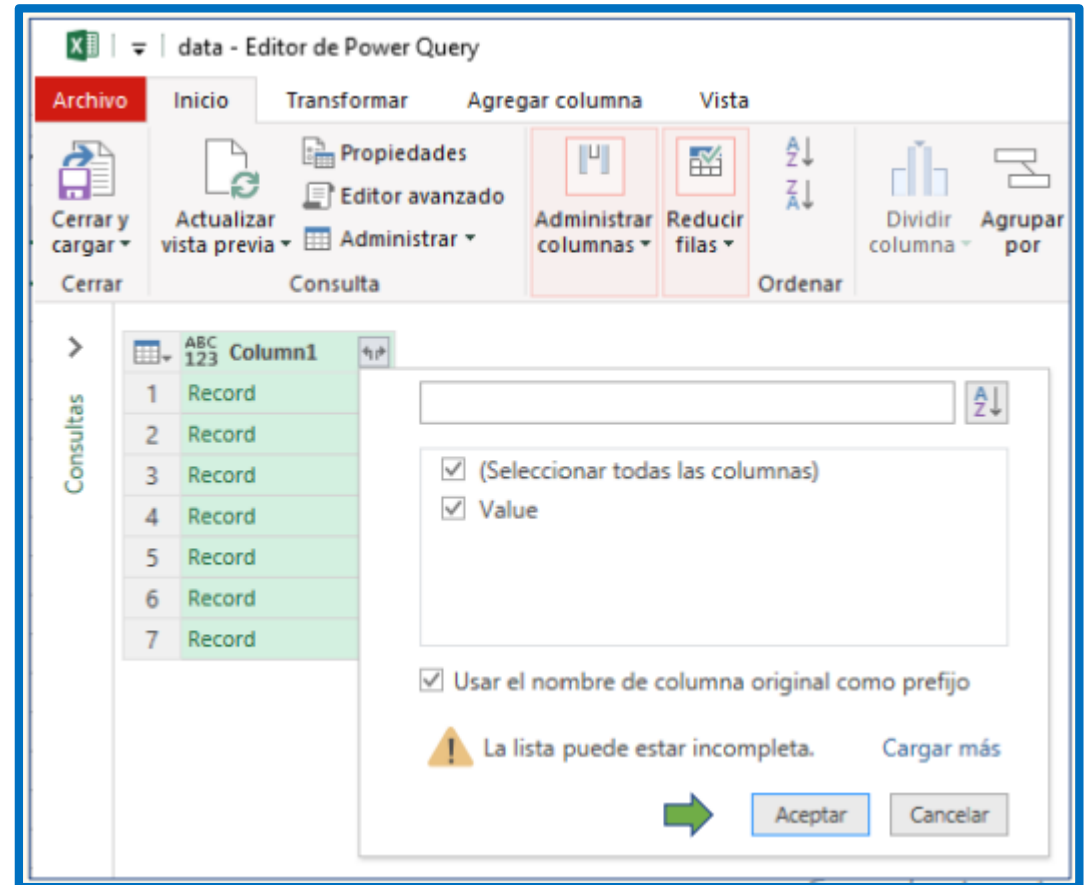 data - Editor de Power Query
Archivo Inicio Transformar Agregar columna Vista
Cerrar y
cargar
Cerrar
Actualizar
vista previa
Propiedades
Editor avanzado
Administrar
Consulta
Administrar
columnas
Reducir
filas
A
Z
Z
A
Ordenar
Dividir
columna
Agrupar
por
Consultas
ABC
123 Column1
1 Record
2 Record
3 Record
4 Record
5 Record
6 Record
7 Record
A
Z
(Seleccionar todas las columnas)
Value
Usar el nombre de columna original como prefijo
La lista puede estar incompleta. Cargar más
Aceptar Cancelar